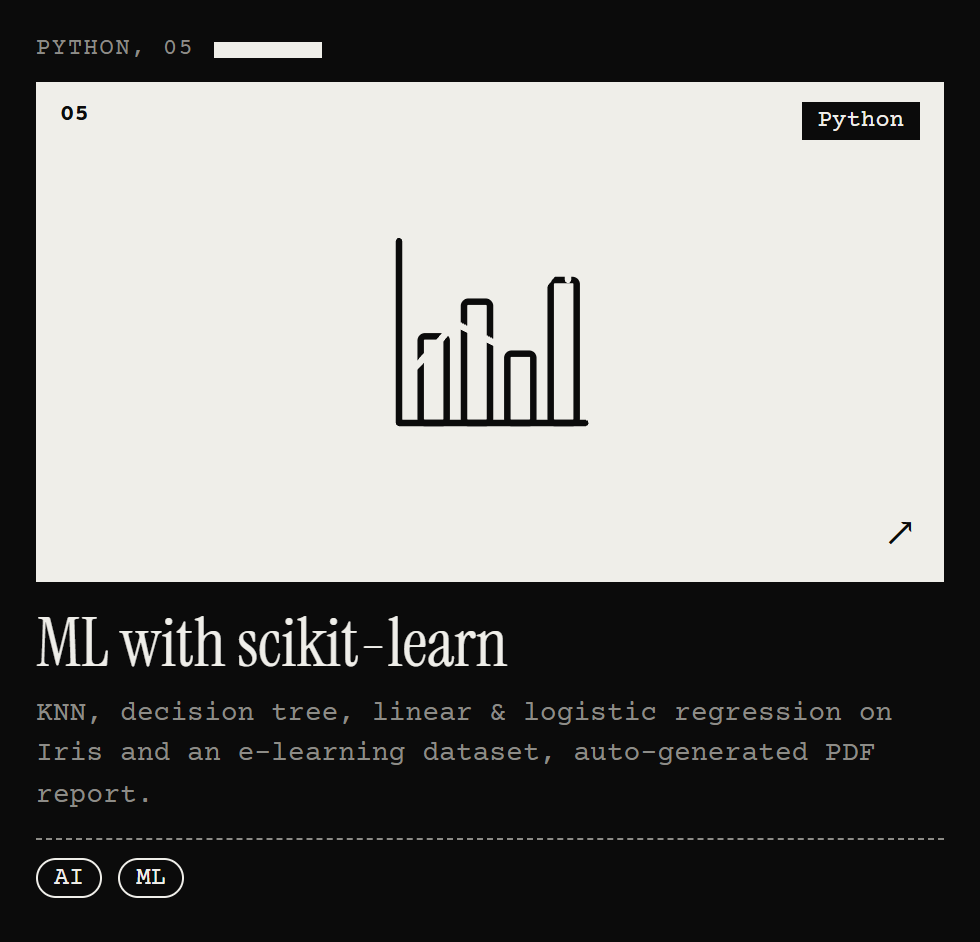 PYTHON, 05
05
Python
↗
ML with scikit-learn
KNN, decision tree, linear & logistic regression on
Iris and an e-learning dataset, auto-generated PDF
report.
AI
ML